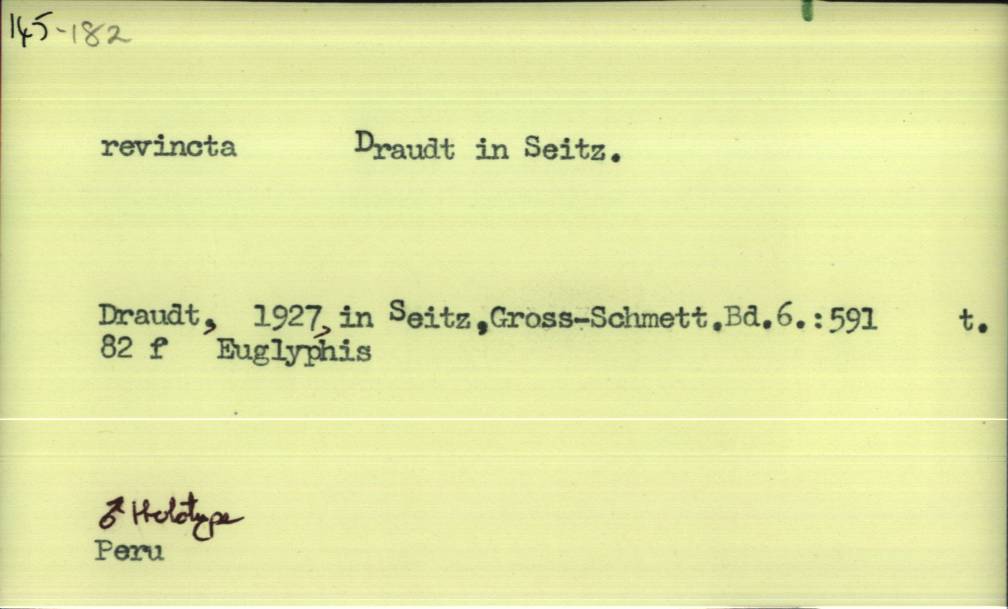 145-182
revincta Draudt in Seitz.
Draudt, 1927, in Seitz, Gross-Schmett.Bd.6.:591 t.
82 f Euglyphis
♂ Holotype
Peru